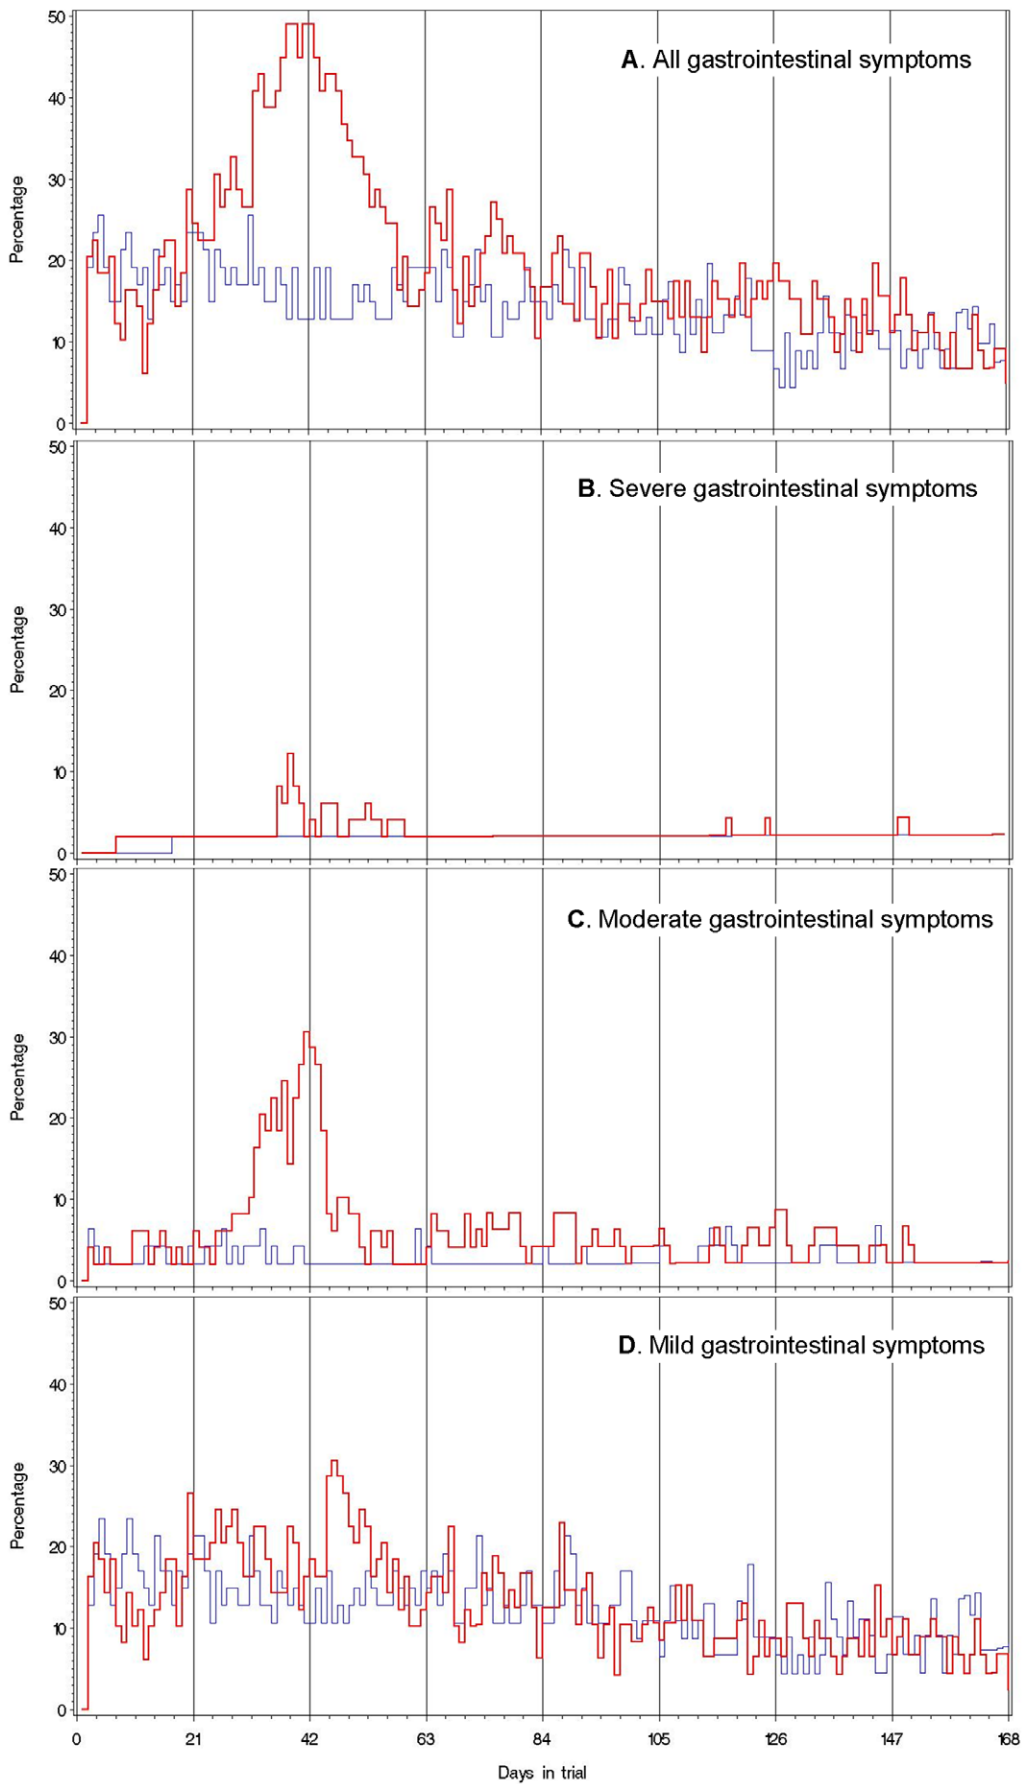 50
A. All gastrointestinal symptoms
40
30
Percentage
20
10
0
50
B. Severe gastrointestinal symptoms
40
30
Percentage
20
10
0
50
C. Moderate gastrointestinal symptoms
40
30
Percentage
20
10
0
50
D. Mild gastrointestinal symptoms
40
30
Percentage
20
10
0
0 21 42 63 84 105 126 147 168
Days in trial